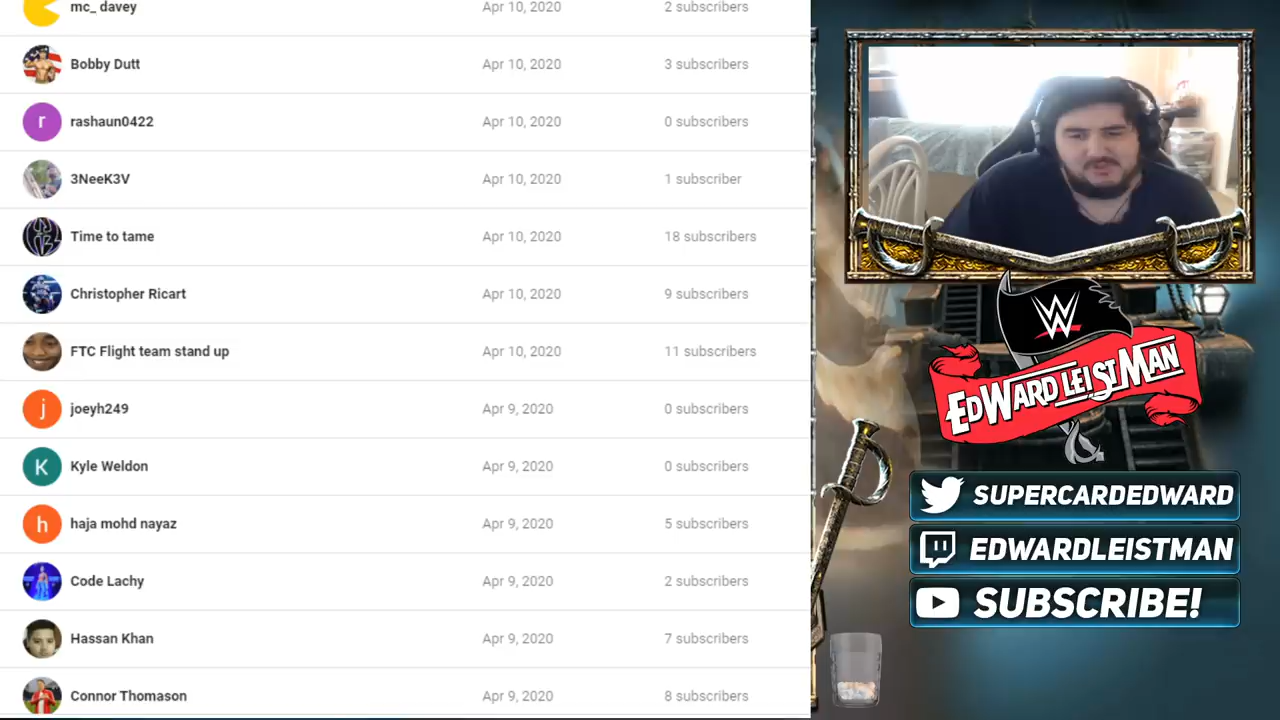 mc_ davey Apr 10, 2020 2 subscribers
Bobby Dutt Apr 10, 2020 3 subscribers
r rashaun0422 Apr 10, 2020 0 subscribers
3NeeK3V Apr 10, 2020 1 subscriber
Time to tame Apr 10, 2020 18 subscribers
Christopher Ricart Apr 10, 2020 9 subscribers
FTC Flight team stand up Apr 10, 2020 11 subscribers
j joeyh249 Apr 9, 2020 0 subscribers
K Kyle Weldon Apr 9, 2020 0 subscribers
h haja mohd nayaz Apr 9, 2020 5 subscribers
Code Lachy Apr 9, 2020 2 subscribers
Hassan Khan Apr 9, 2020 7 subscribers
Connor Thomason Apr 9, 2020 8 subscribers
W
EDWARD LEISTMAN
SUPERCARDEDWARD
EDWARDLEISTMAN
SUBSCRIBE!